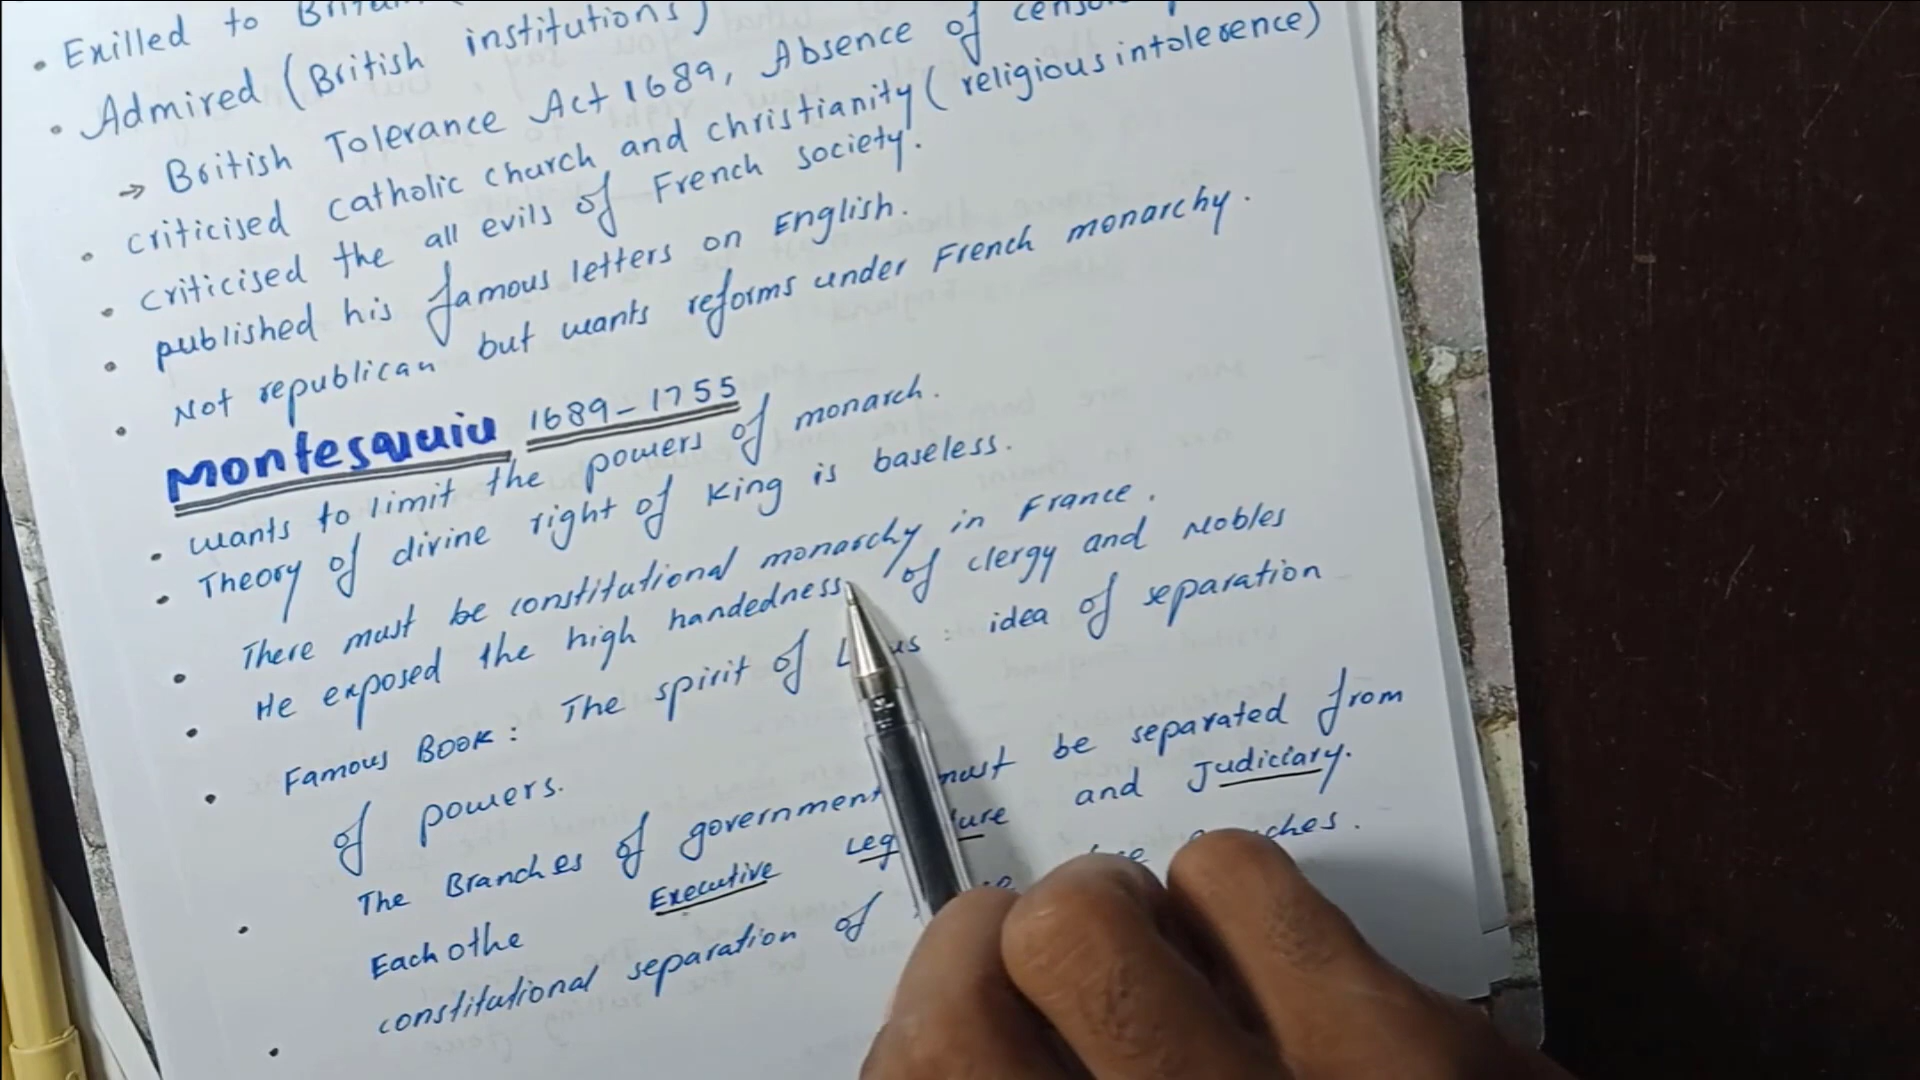 Exilled to
Admired (British institutions)
→ British Tolerance Act 1689, Absence of
criticised catholic church and christianity (religious intolerence)
criticised the all evils of French society.
published his famous letters on English.
Not republican but wants reforms under French monarchy.
Montesquiu 1689-1755
wants to limit the powers of monarch.
Theory of divine right of King is baseless.
There must be constitutional monarchy in France.
He exposed the high handedness of clergy and Nobles
Famous Book: The spirit of : idea of separation
of powers.
The Branches of government must be separated from
Each othe Executive and Judiciary.
constitutional separation of